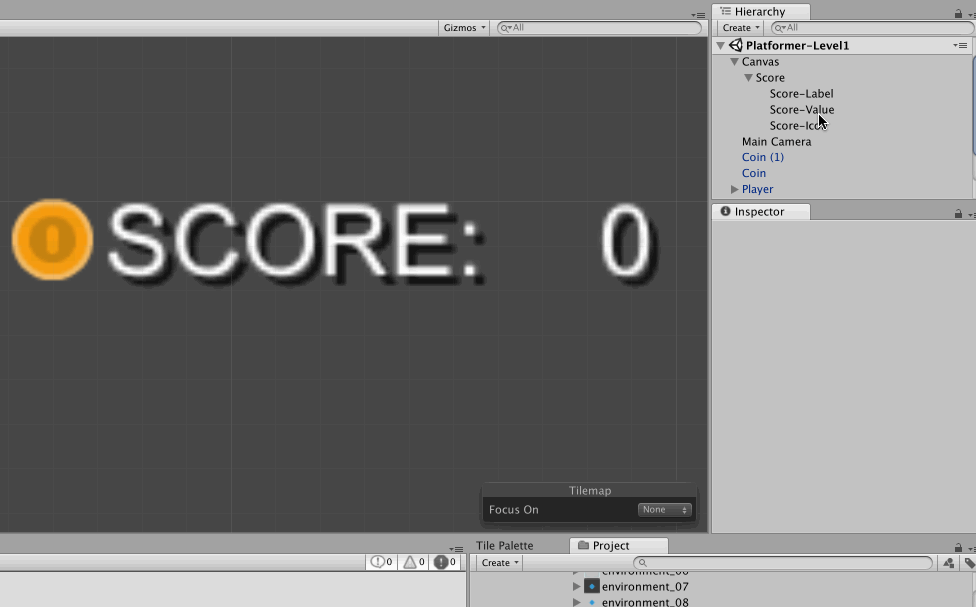 Hierarchy
Gizmos
All
Create
All
Platformer-Level1
Canvas
Score
Score-Label
Score-Value
Score-Icon
Main Camera
Coin (1)
Coin
Player
Inspector
SCORE: 0
Tilemap
Focus On None
Tile Palette Project
0 0 0
Create
environment_06
environment_07
environment_08